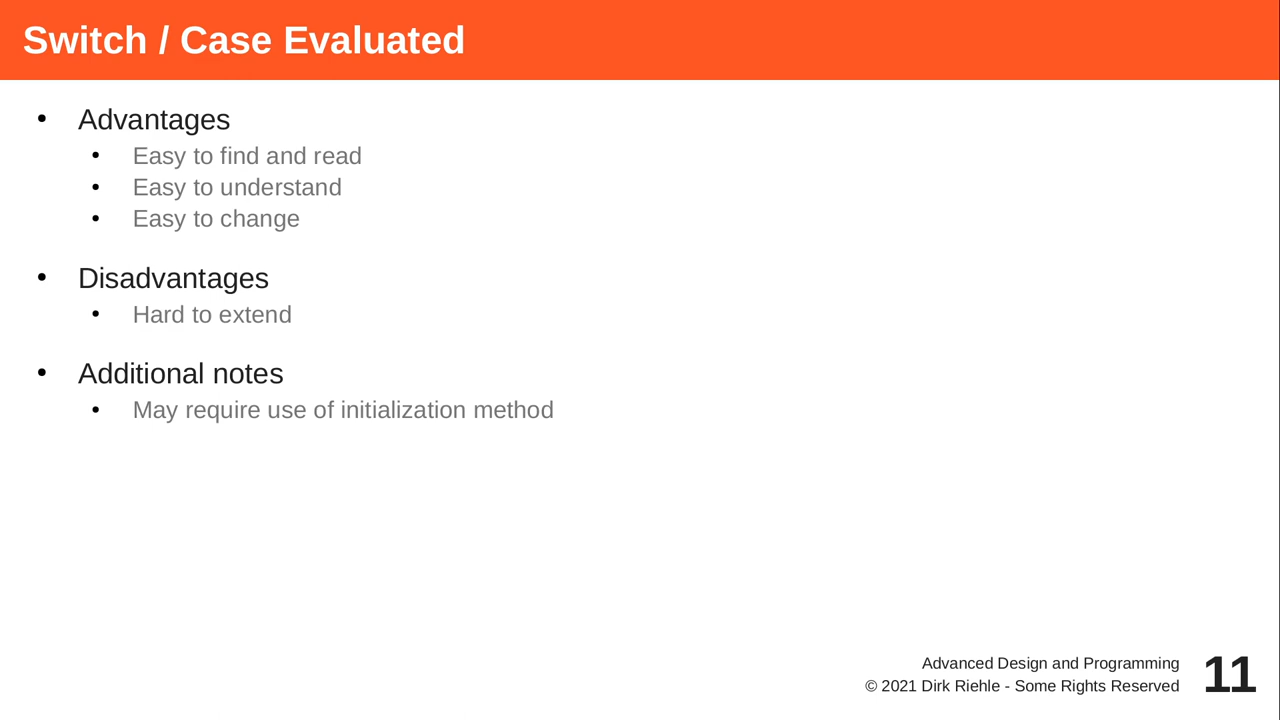 Switch / Case Evaluated
• Advantages
• Easy to find and read
• Easy to understand
• Easy to change
• Disadvantages
• Hard to extend
• Additional notes
• May require use of initialization method
Advanced Design and Programming
© 2021 Dirk Riehle - Some Rights Reserved
11